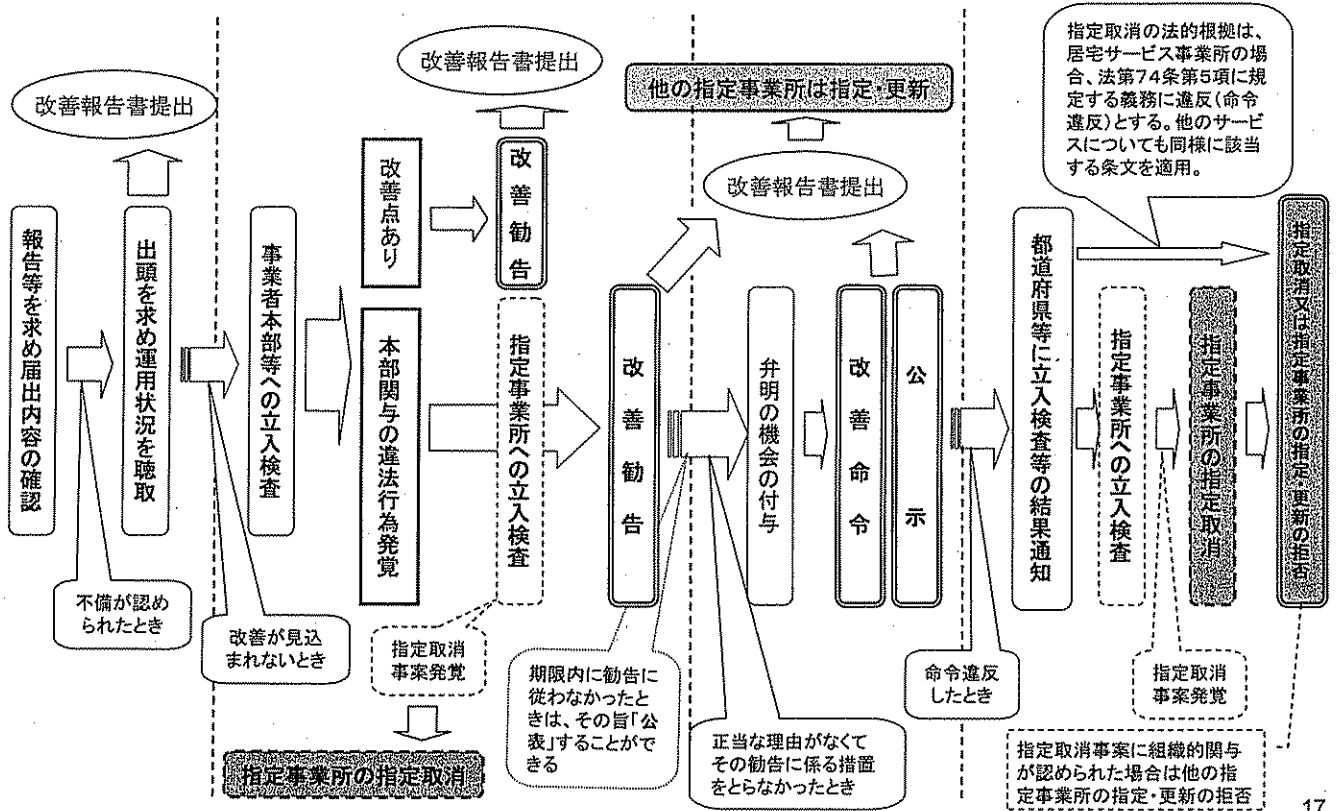 改善報告書提出
報告等を求め届出内容の確認
出頭を求め運用状況を聴取
不備が認め
られたとき
改善が見込
まれないとき
事業者本部等への立入検査
改善点あり
改善勧告
改善報告書提出
本部関与の違法行為発覚
指定事業所への立入検査
指定取消
事案発覚
指定事業所の指定取消
改善勧告
期限内に勧告に
従わなかったと
きは、その旨「公
表」することがで
きる
他の指定事業所は指定・更新
改善報告書提出
正当な理由がなくて
その勧告に係る措置
をとらなかったとき
弁明の機会の付与
改善命令
公示
命令違反
したとき
都道府県等に立入検査等の結果通知
指定取消の法的根拠は、
居宅サービス事業所の場
合、法第74条第5項に規
定する義務に違反(命令
違反)とする。他のサービ
スについても同様に該当
する条文を適用。
指定事業所への立入検査
指定取消
事案発覚
指定事業所の指定取消
指定取消又は指定事業所の指定・更新の拒否
指定取消事案に組織的関与
が認められた場合は他の指
定事業所の指定・更新の拒否
17